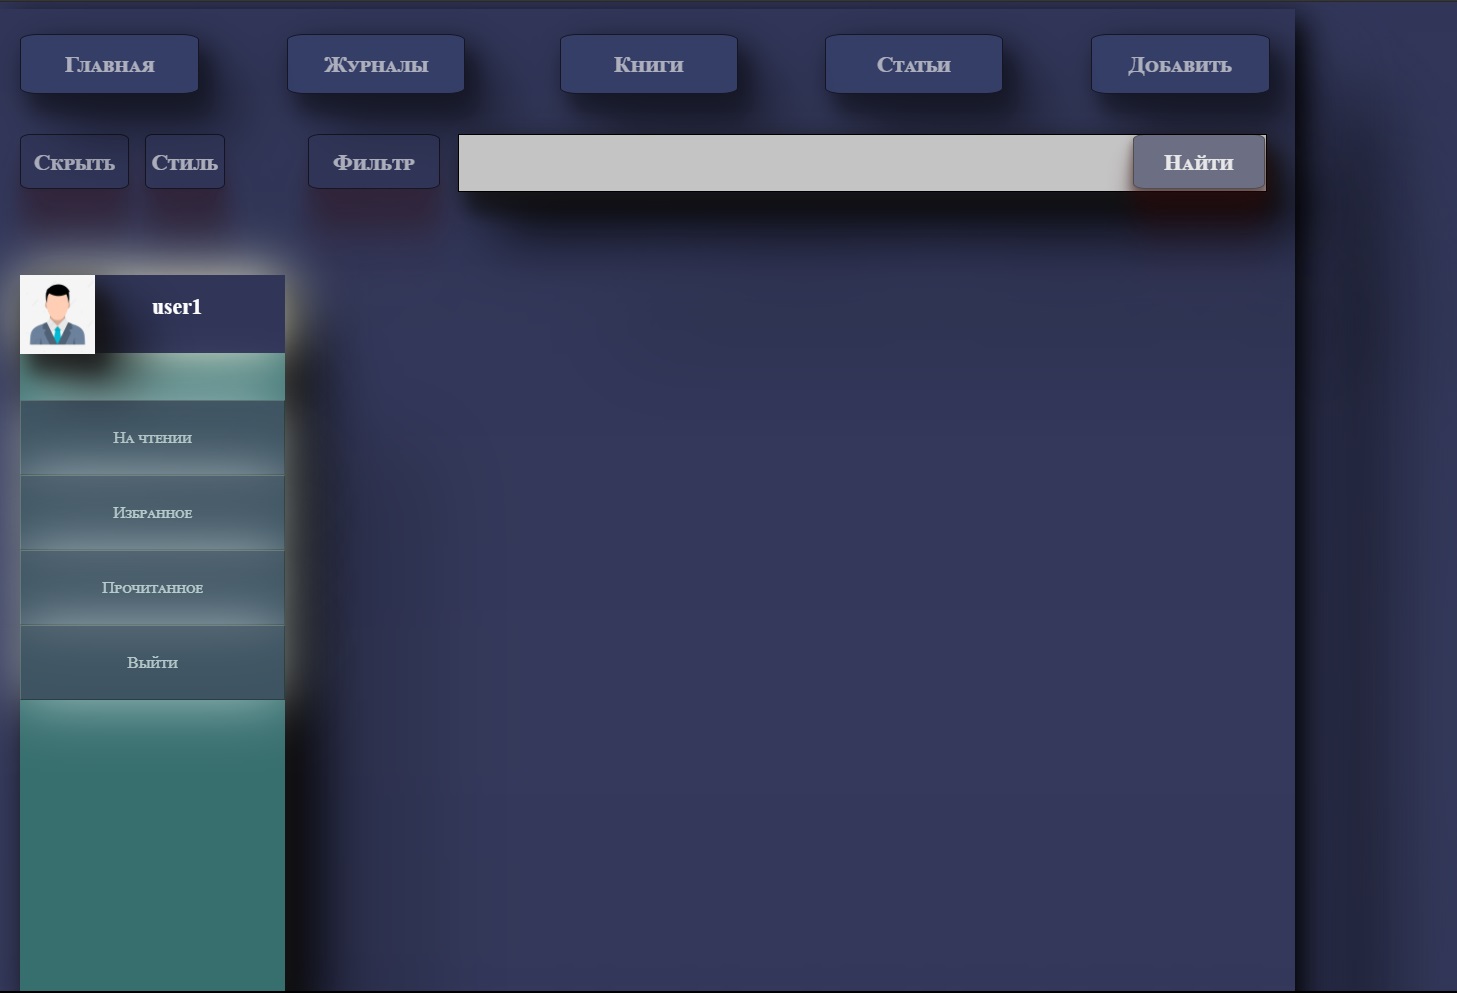 Главная Журналы Книги Статьи Добавить
Скрыть Стиль Фильтр Найти
user1
На чтении
Избранное
Прочитанное
Выйти